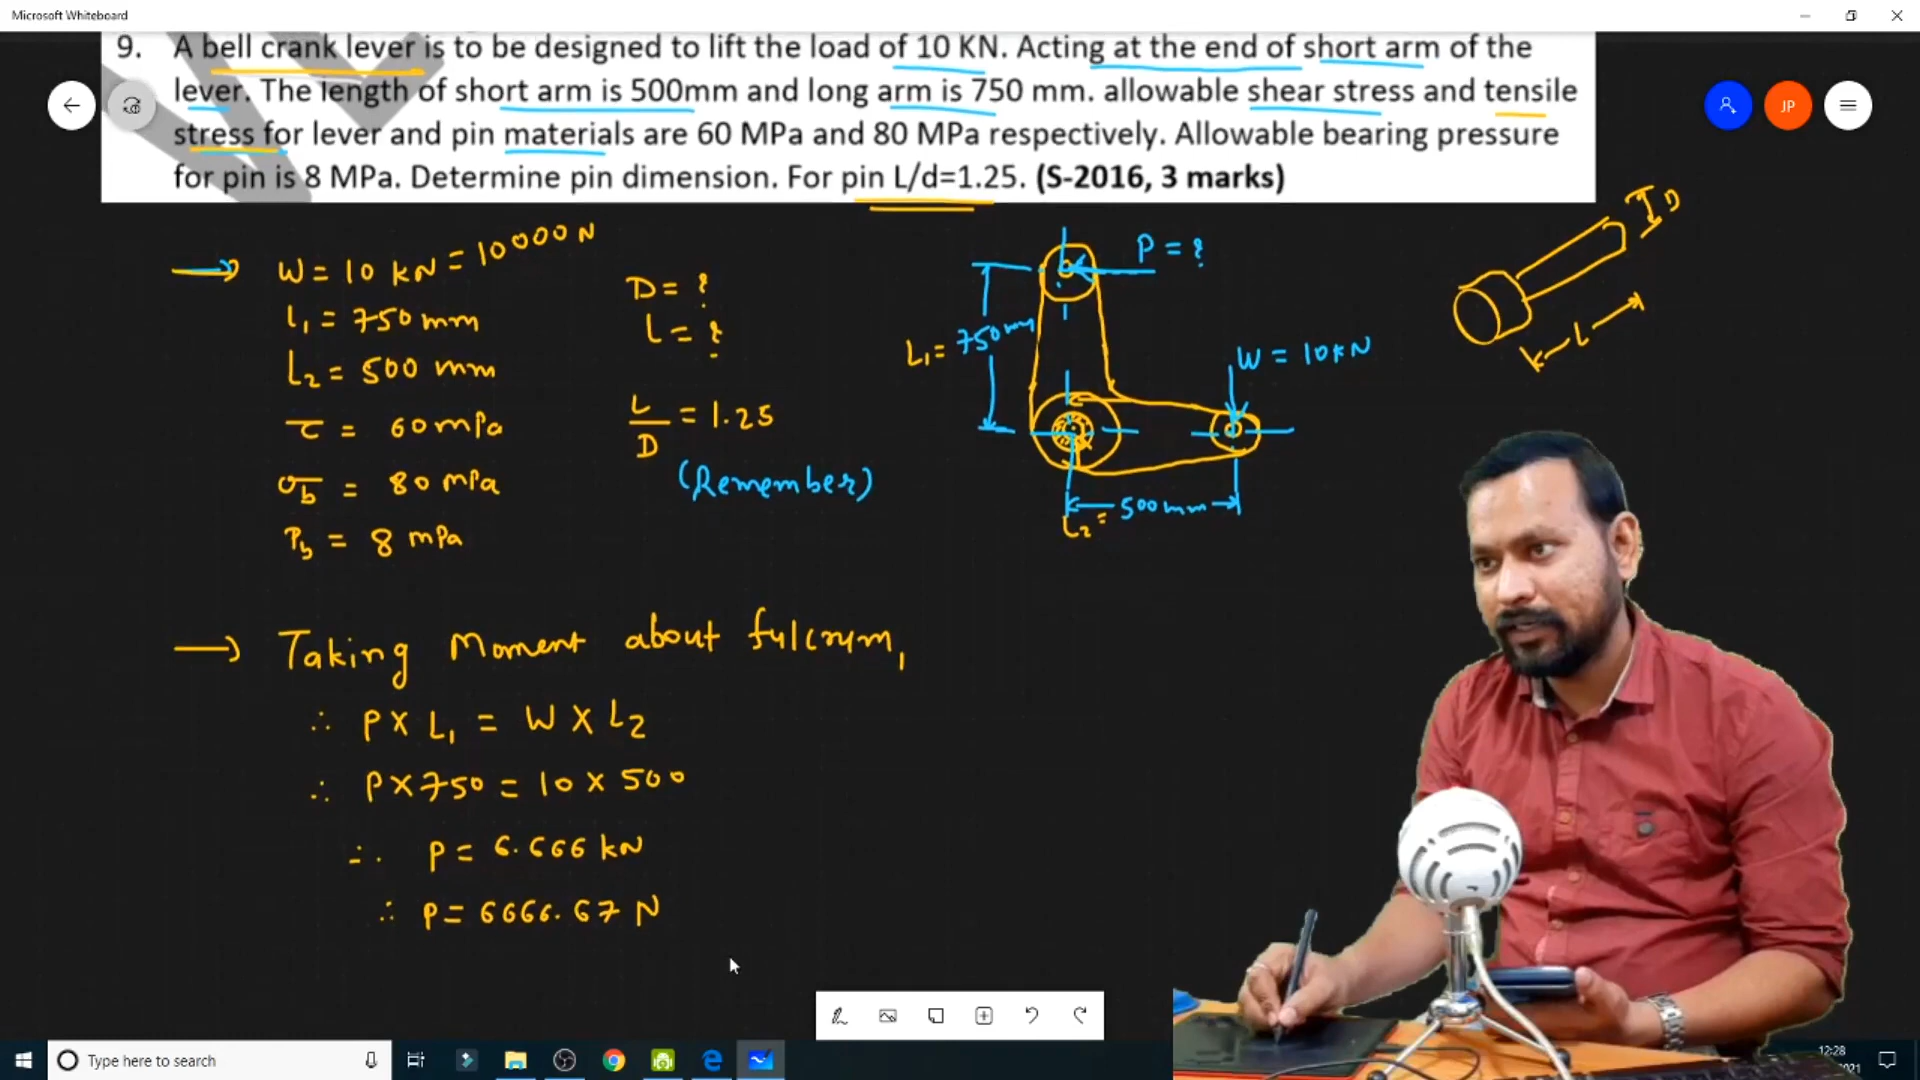 Microsoft Whiteboard
9. A bell crank lever is to be designed to lift the load of 10 KN. Acting at the end of short arm of the
lever. The length of short arm is 500mm and long arm is 750 mm. allowable shear stress and tensile
stress for lever and pin materials are 60 MPa and 80 MPa respectively. Allowable bearing pressure
for pin is 8 MPa. Determine pin dimension. For pin L/d=1.25. (S-2016, 3 marks)
JP
W = 10 kN = 10000 N
L₁ = 750 mm
L₂ = 500 mm
τ = 60 mPa
σb = 80 mPa
Pb = 8 mPa
D = ?
L = ?
L/D = 1.25
(Remember)
P = ?
L₁ = 750 mm
W = 10 kN
500 mm
L₂ =
D
L
→ Taking Moment about fulcrum,
∴ P X L₁ = W X L₂
∴ P X 750 = 10 X 500
∴ P = 6.666 kN
∴ P = 6666.67 N
Type here to search
12:28